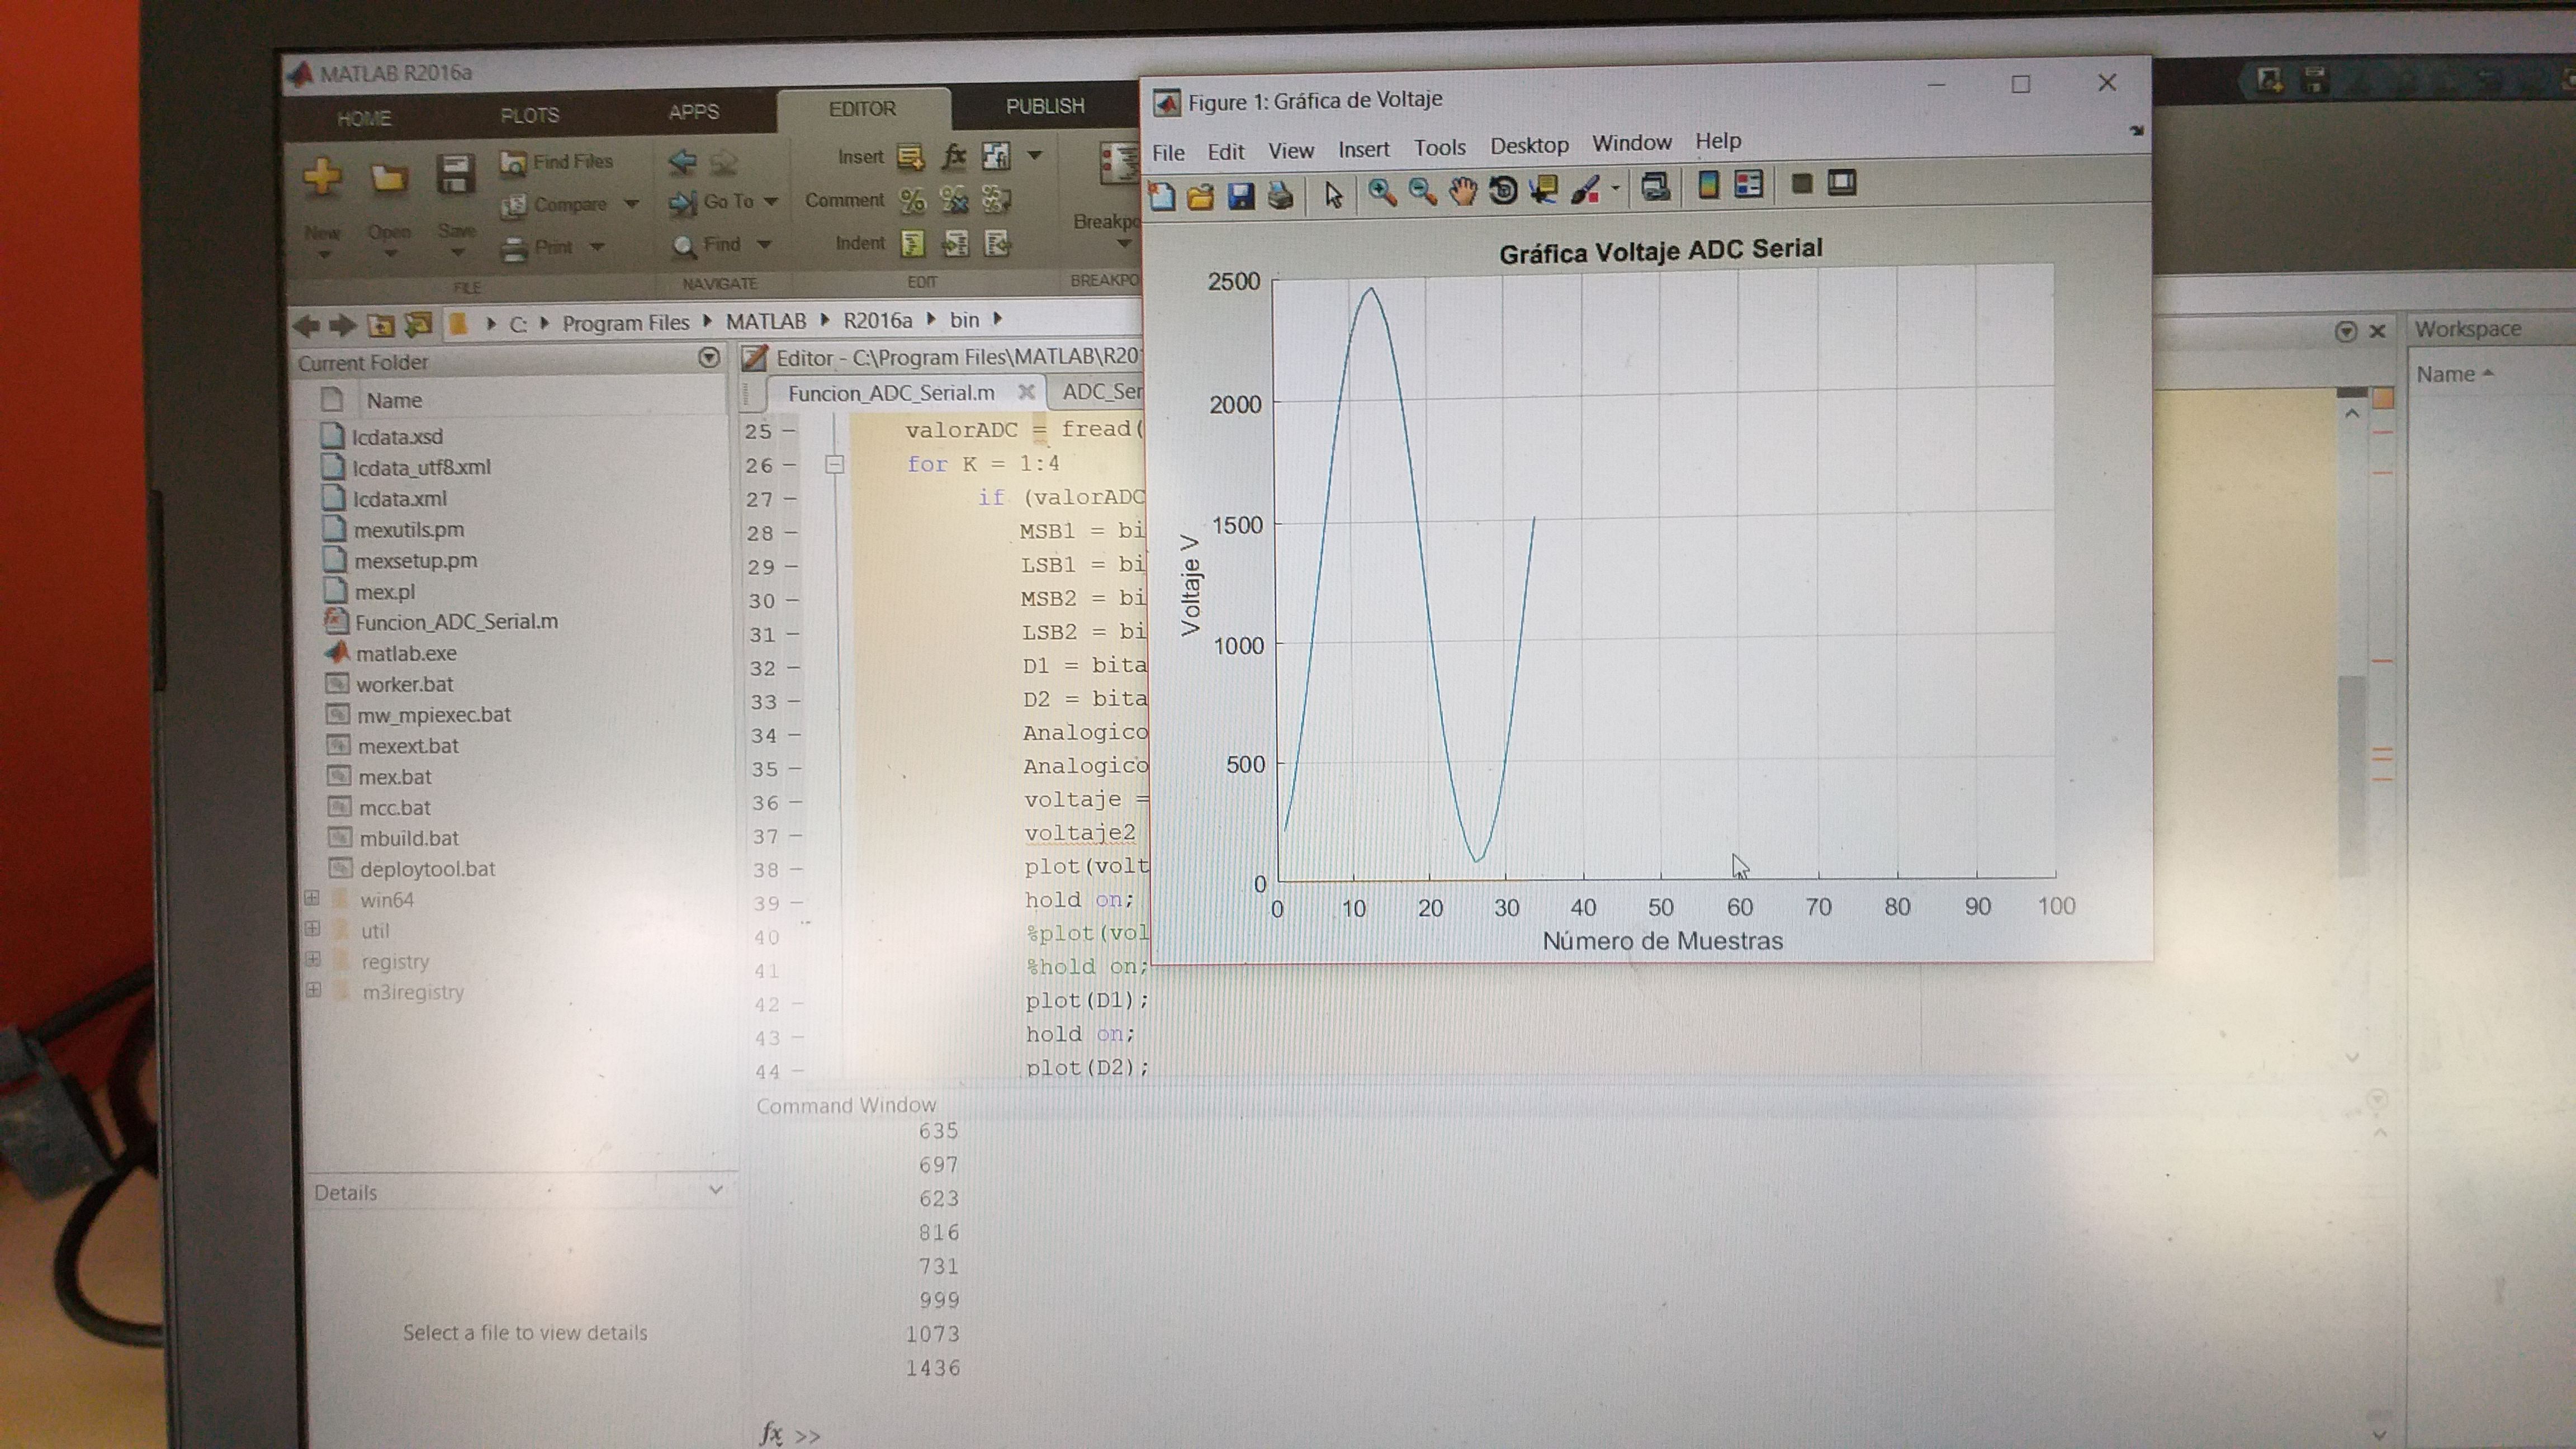 MATLAB R2016a
HOME
PLOTS
APPS
EDITOR
PUBLISH
New
Open
Save
Find Files
Compare
Print
FILE
Go To
Find
NAVIGATE
Insert
fx
fi
Comment
Indent
EDIT
Breakpo
BREAKPO
C:
Program Files
MATLAB
R2016a
bin
Current Folder
Name
lcdata.xsd
lcdata_utf8.xml
lcdata.xml
mexutils.pm
mexsetup.pm
mex.pl
Funcion_ADC_Serial.m
matlab.exe
worker.bat
mw_mpiexec.bat
mexext.bat
mex.bat
mcc.bat
mbuild.bat
deploytool.bat
win64
util
registry
m3iregistry
Details
Select a file to view details
Editor - C:\Program Files\MATLAB\R20
Funcion_ADC_Serial.m
ADC_Ser
25 – valorADC = fread(
26 – for K = 1:4
27 – if (valorADC
28 – MSB1 = bi
29 – LSB1 = bi
30 – MSB2 = bi
31 – LSB2 = bi
32 – D1 = bita
33 – D2 = bita
34 – Analogico
35 – Analogico
36 – voltaje =
37 – voltaje2
38 – plot(volt
39 – hold on;
40 %plot(vol
41 %hold on;
42 – plot(D1);
43 – hold on;
44 – plot(D2);
Command Window
635
697
623
816
731
999
1073
1436
fx >>
Figure 1: Gráfica de Voltaje
File Edit View Insert Tools Desktop Window Help
Gráfica Voltaje ADC Serial
Voltaje V
2500
2000
1500
1000
500
0
0 10 20 30 40 50 60 70 80 90 100
Número de Muestras
Workspace
Name